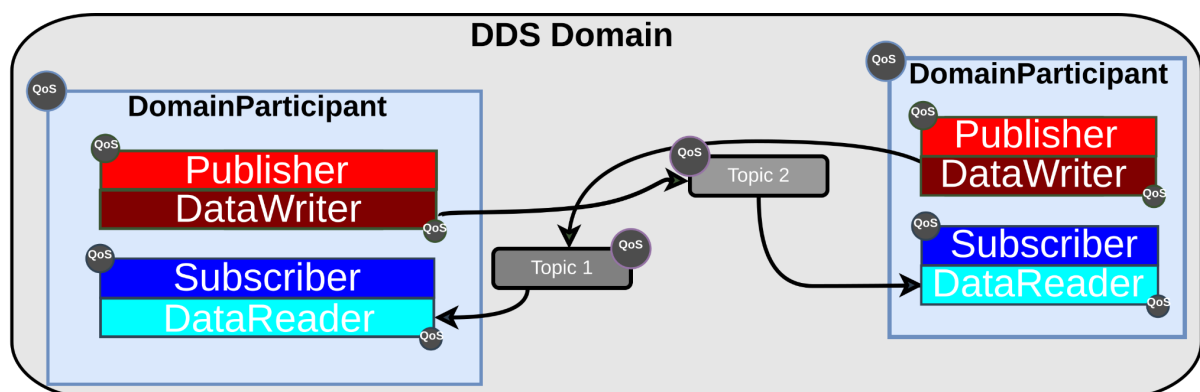 DDS Domain
QoS
DomainParticipant
QoS
Publisher
DataWriter
QoS
QoS
Subscriber
DataReader
QoS
QoS
Topic 2
Topic 1
QoS
QoS
DomainParticipant
QoS
Publisher
DataWriter
QoS
QoS
Subscriber
DataReader
QoS